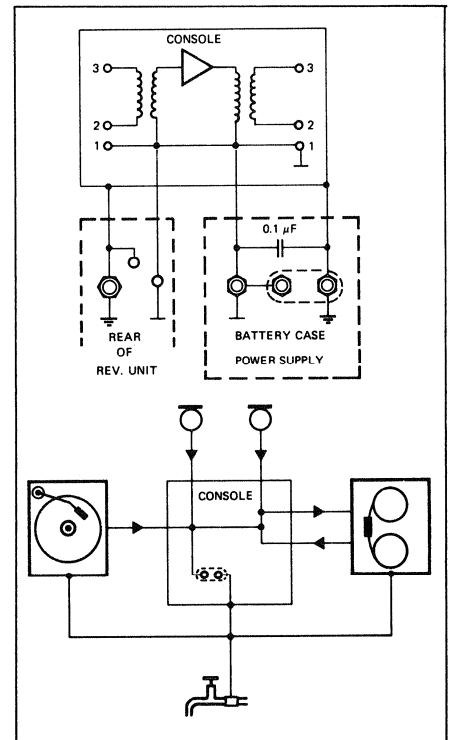 CONSOLE
3
3
2
2
1
1
0.1 µF
REAR
OF
REV. UNIT
BATTERY CASE
POWER SUPPLY
CONSOLE